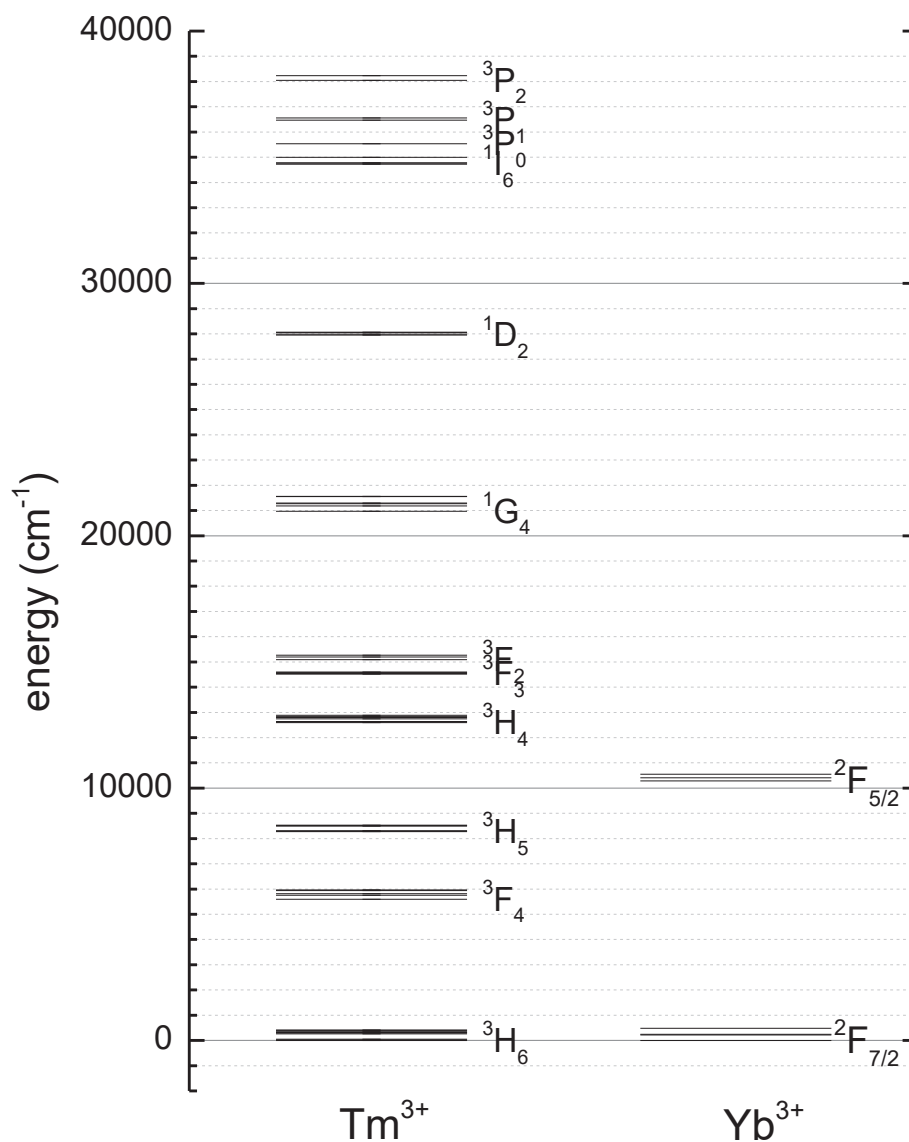 40000
³P₂
³P₁
³P₀
¹I₆
30000
¹D₂
energy (cm⁻¹)
¹G₄
20000
³F₂
³F₃
³H₄
10000
²F₅/₂
³H₅
³F₄
0
³H₆
²F₇/₂
Tm³⁺
Yb³⁺